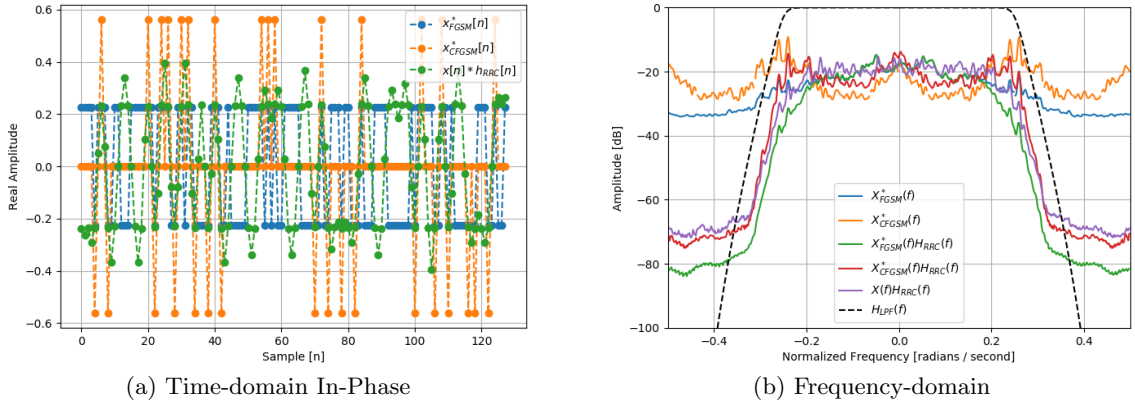 0.6
0.4
0.2
0.0
−0.2
−0.4
−0.6
Real Amplitude
0
20
40
60
80
100
120
Sample [n]
x*FGSM[n]
x*CFGSM[n]
x[n] * hRRC[n]
(a) Time-domain In-Phase
0
−20
−40
−60
−80
−100
Amplitude [dB]
−0.4
−0.2
0.0
0.2
0.4
Normalized Frequency [radians / second]
X*FGSM(f)
X*CFGSM(f)
X*FGSM(f)HRRC(f)
X*CFGSM(f)HRRC(f)
X(f)HRRC(f)
HLPF(f)
(b) Frequency-domain